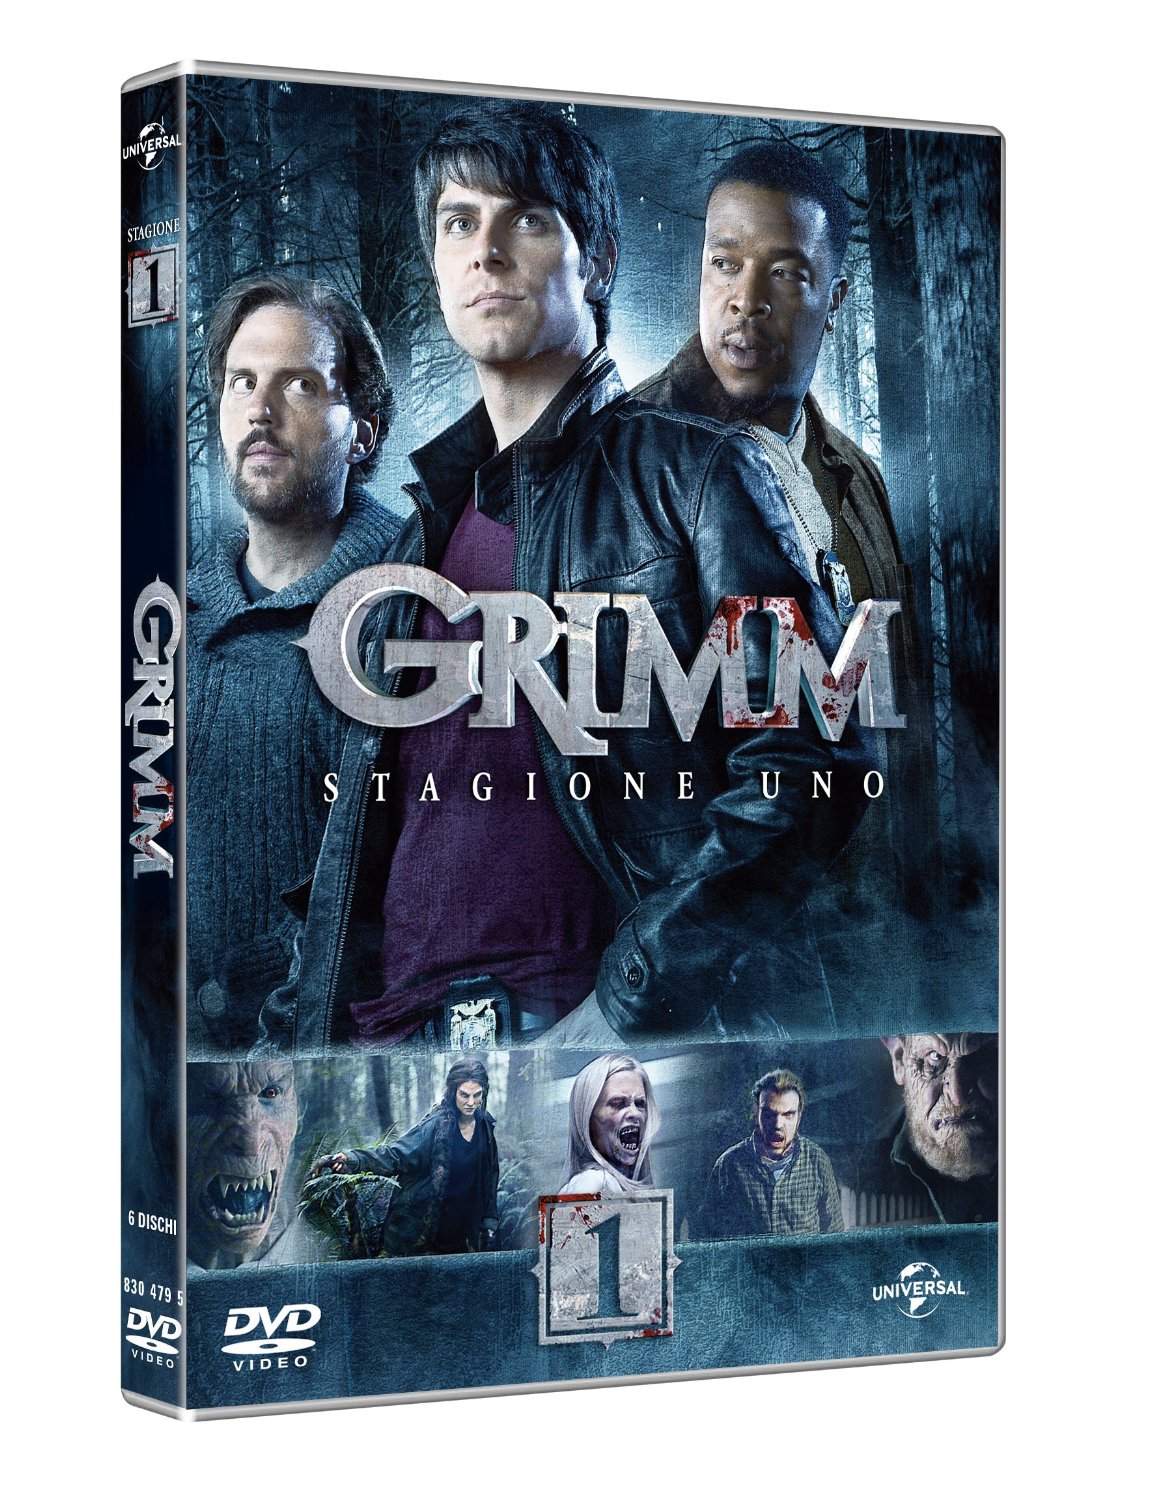 UNIVERSAL
STAGIONE
1
GRIMM
6 DISCHI
830 479 5
DVD
VIDEO
GRIMM
STAGIONE UNO
1
DVD
VIDEO
UNIVERSAL